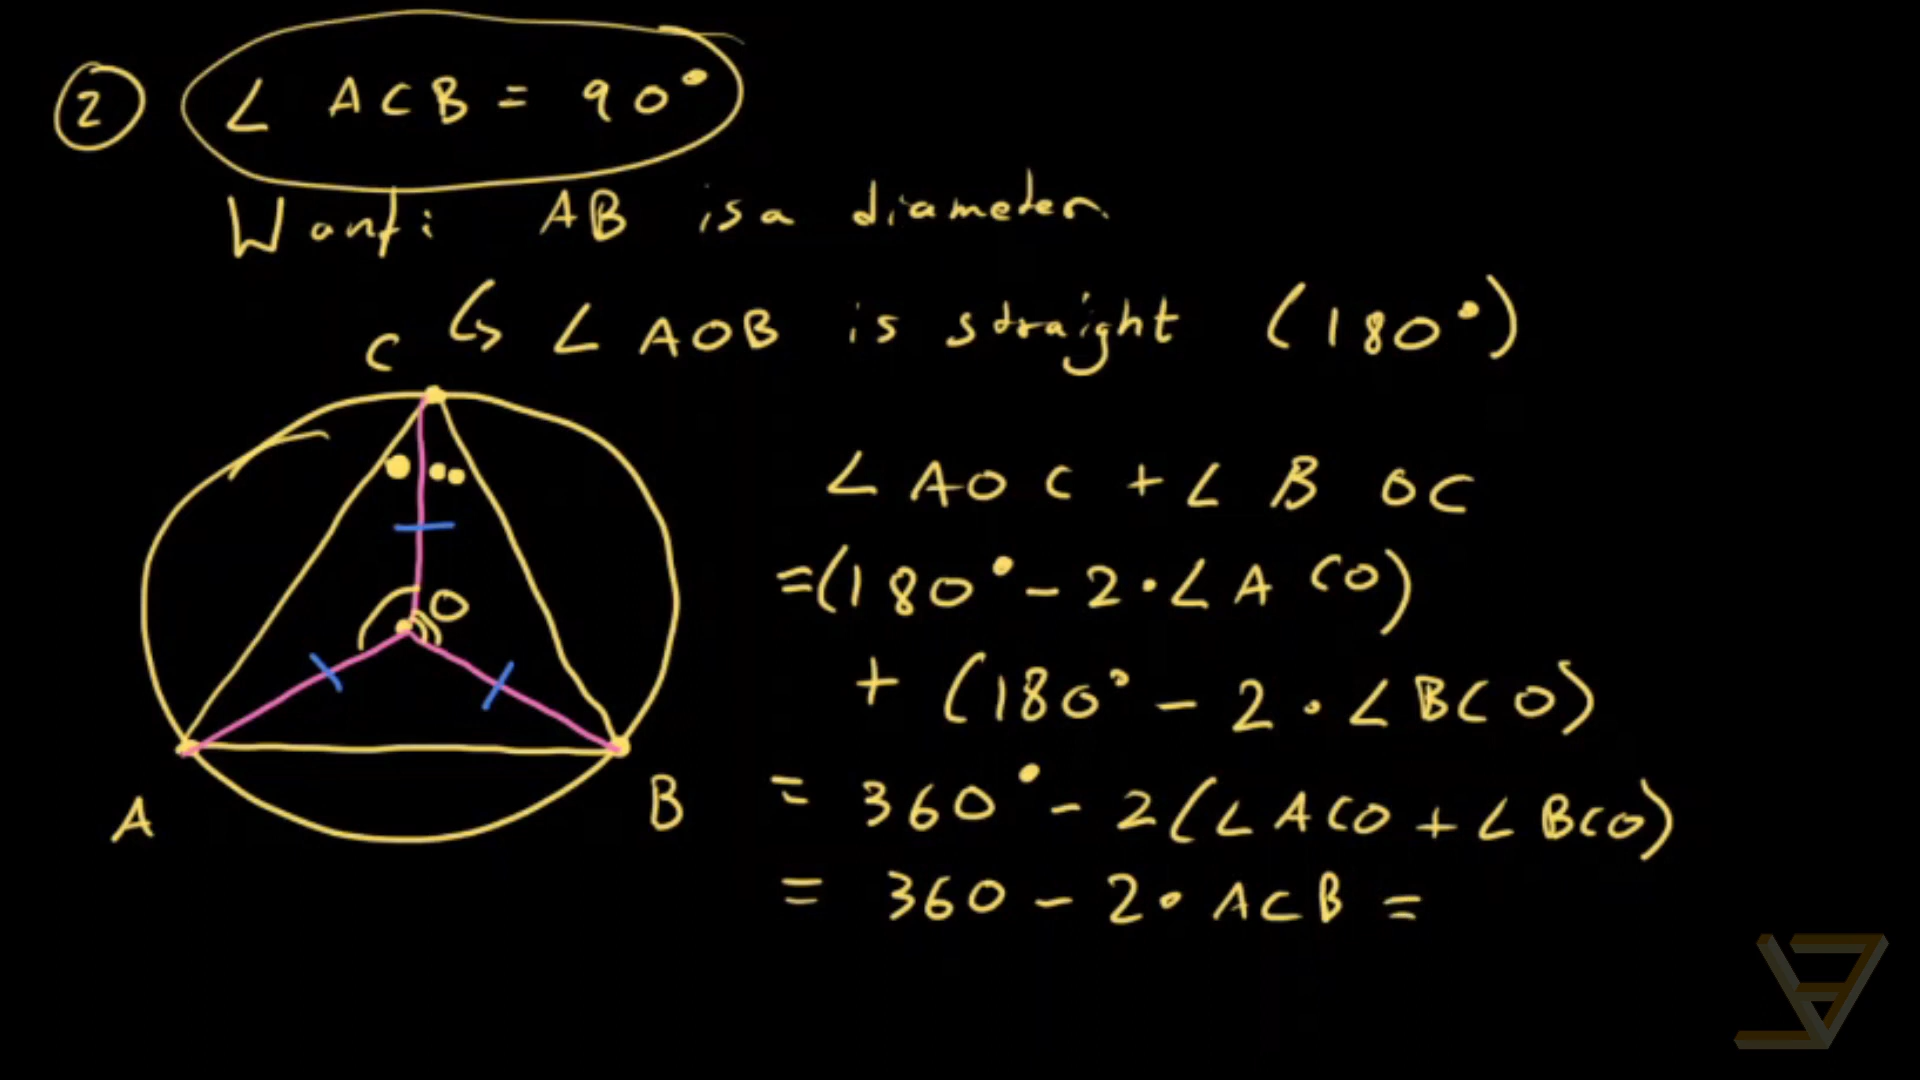 2 ∠ ACB = 90°
Want: AB is a diameter.
↳ ∠ AOB is straight (180°)
C
∠ AOC + ∠ BOC
= (180° - 2 · ∠ ACO)
O
+ (180° - 2 · ∠ BCO)
A
B
= 360° - 2(∠ ACO + ∠ BCO)
= 360 - 2 · ACB =